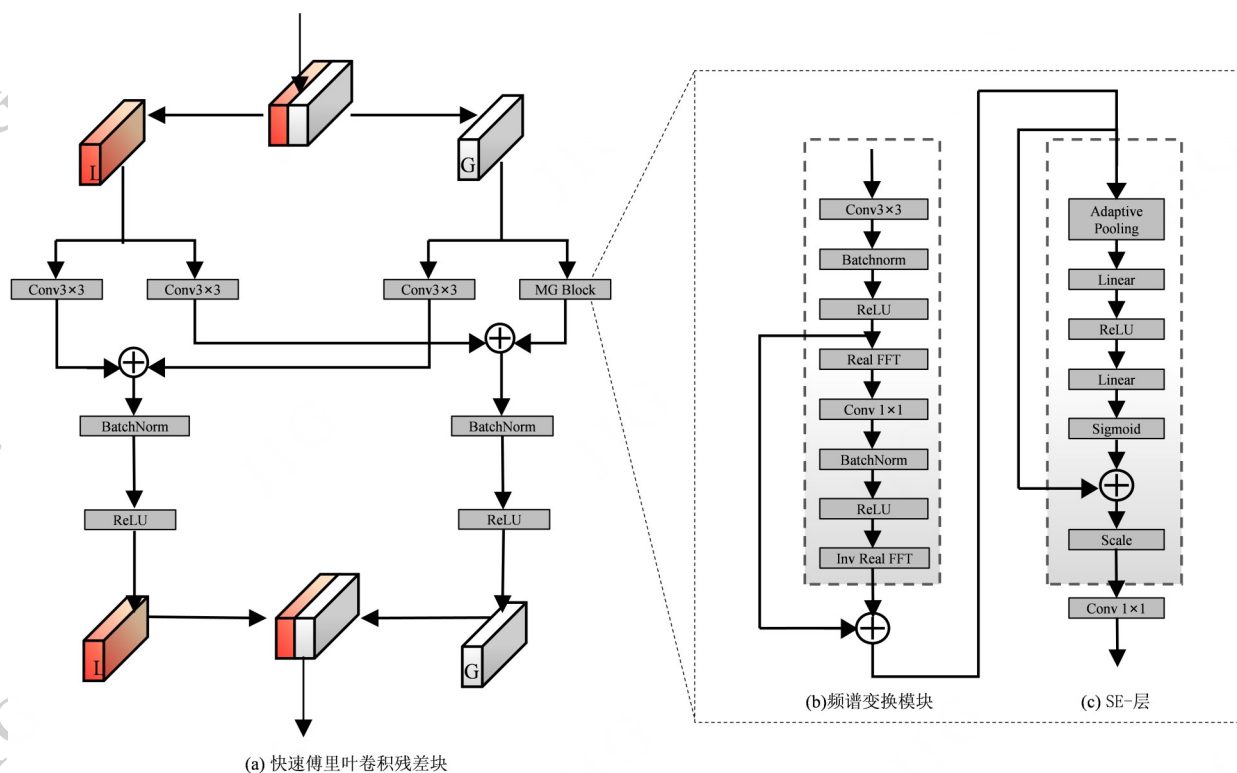 L
G
Conv3×3
Conv3×3
Conv3×3
MG Block
BatchNorm
BatchNorm
ReLU
ReLU
L
G
(a) 快速傅里叶卷积残差块
Conv3×3
Batchnorm
ReLU
Real FFT
Conv 1×1
BatchNorm
ReLU
Inv Real FFT
(b)频谱变换模块
Adaptive
Pooling
Linear
ReLU
Linear
Sigmoid
Scale
Conv 1×1
(c) SE-层